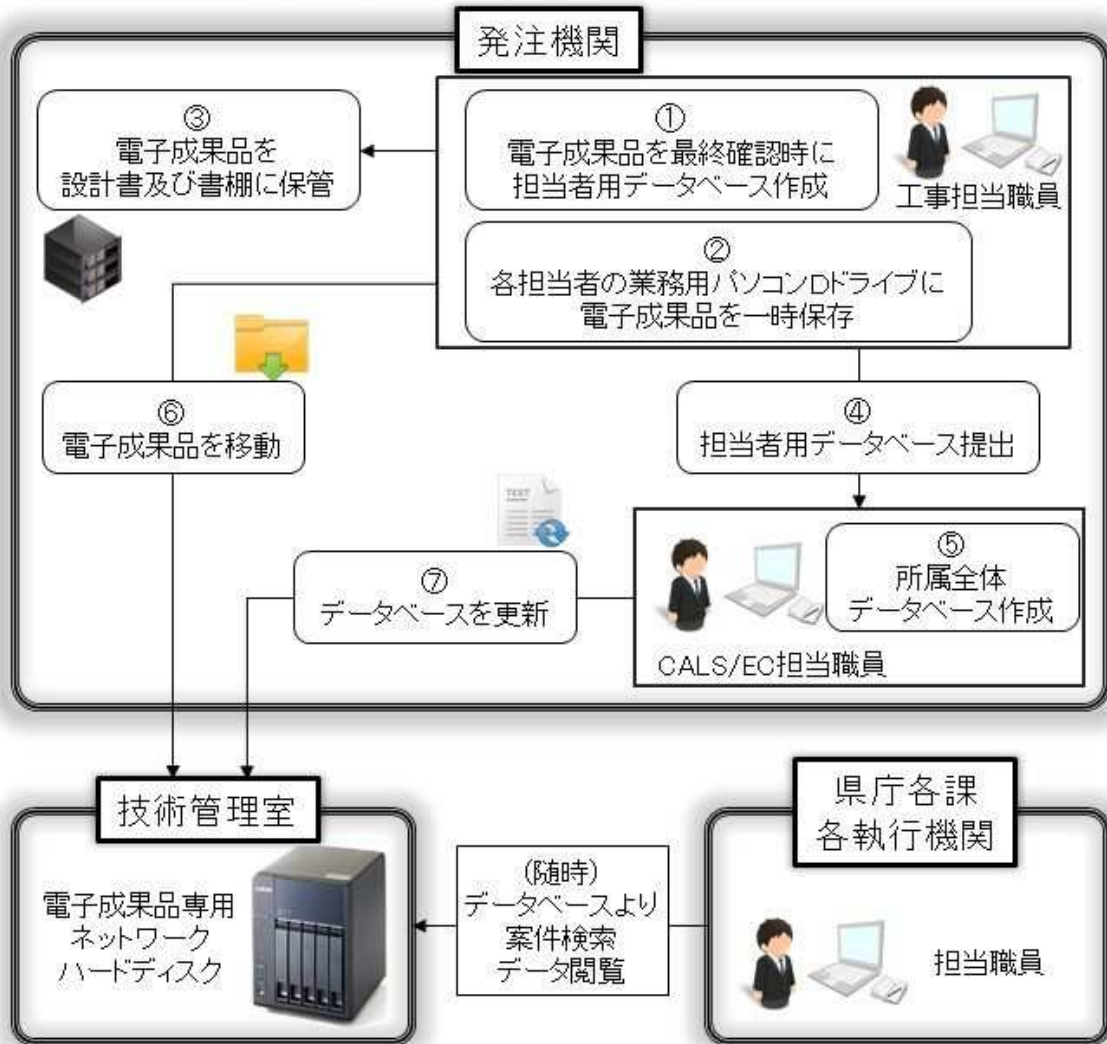 発注機関
①
電子成果品を最終確認時に
担当者用データベース作成
工事担当職員
②
各担当者の業務用パソコンDドライブに
電子成果品を一時保存
③
電子成果品を
設計書及び書棚に保管
④
担当者用データベース提出
⑤
所属全体
データベース作成
CALS/EC担当職員
⑥
電子成果品を移動
TEXT
⑦
データベースを更新
技術管理室
電子成果品専用
ネットワーク
ハードディスク
(随時)
データベースより
案件検索
データ閲覧
県庁各課
各執行機関
担当職員